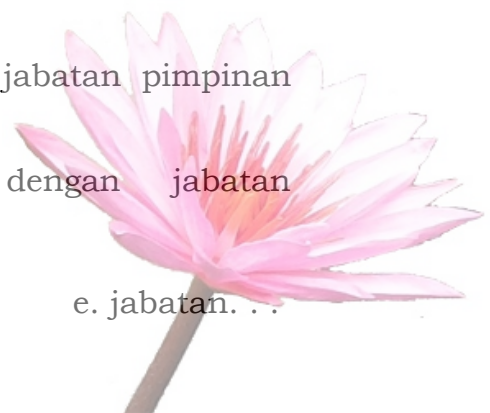 jabatan pimpinan
dengan jabatan
e. jabatan. . .